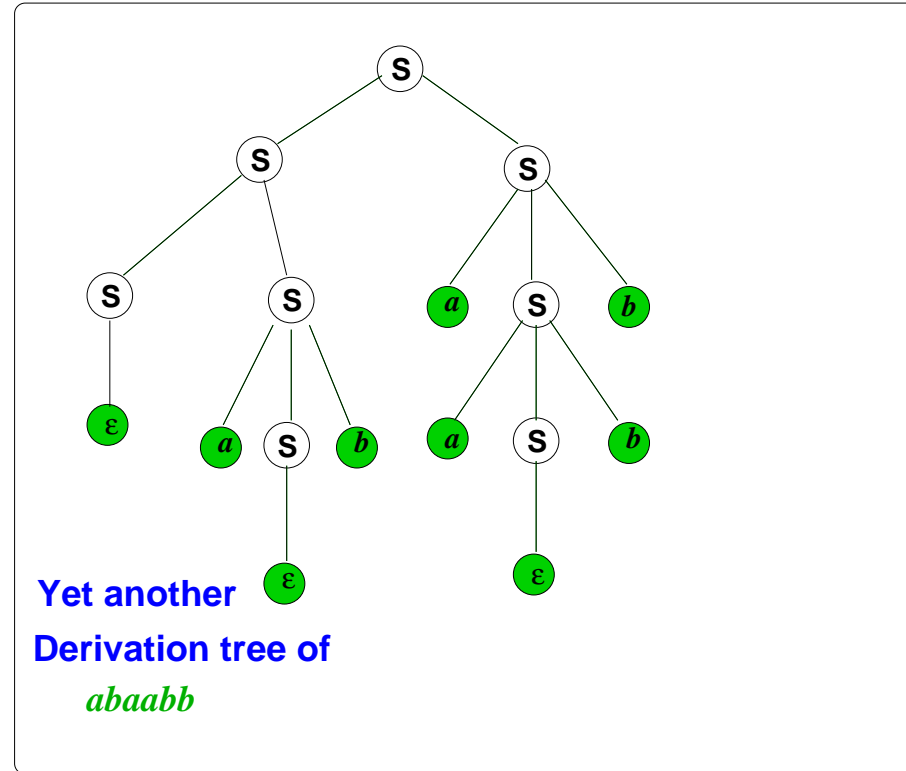 S
S S
S S a S b
ε a S b a S b
ε ε
Yet another
Derivation tree of
abaabb